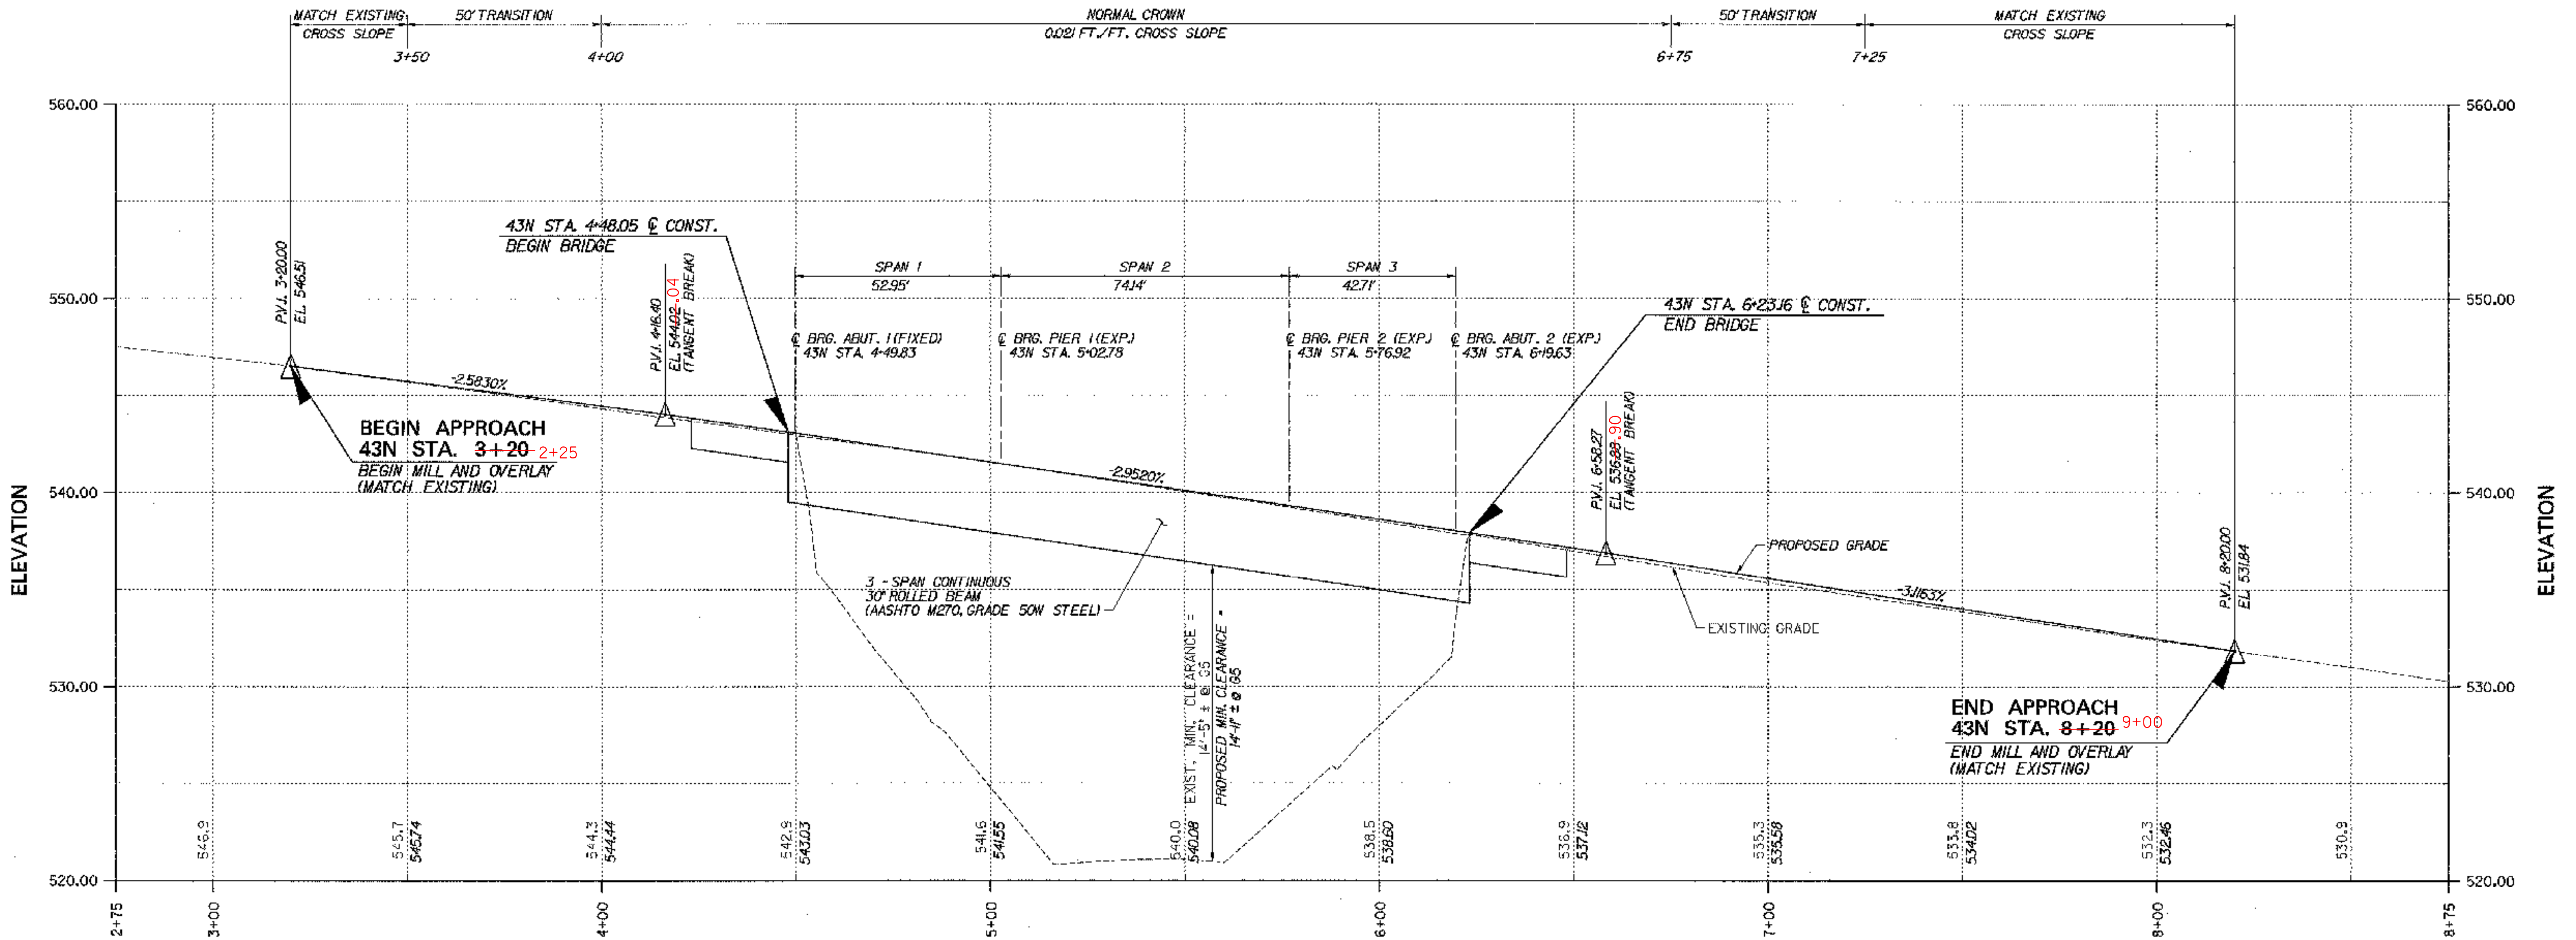 MATCH EXISTING
CROSS SLOPE
50' TRANSITION
NORMAL CROWN
0.021 FT./FT. CROSS SLOPE
50' TRANSITION
MATCH EXISTING
CROSS SLOPE
3+50
4+00
6+75
7+25
560.00
550.00
540.00
530.00
520.00
ELEVATION
P.V.I. 3+20.00
EL. 546.51
43N STA. 4+48.05 ℄ CONST.
BEGIN BRIDGE
P.V.I. 4+16.40
EL. 544.02 .04
(TANGENT BREAK)
SPAN 1
52.95'
SPAN 2
74.14'
SPAN 3
42.71'
℄ BRG. ABUT. 1 (FIXED)
43N STA. 4+49.83
℄ BRG. PIER 1 (EXP.)
43N STA. 5+02.78
℄ BRG. PIER 2 (EXP.)
43N STA. 5+76.92
℄ BRG. ABUT. 2 (EXP.)
43N STA. 6+19.63
43N STA. 6+23.16 ℄ CONST.
END BRIDGE
-2.5830%
BEGIN APPROACH
43N STA. 3+20 2+25
BEGIN MILL AND OVERLAY
(MATCH EXISTING)
-2.9520%
P.V.I. 6+58.27
EL. 536.88 .90
(TANGENT BREAK)
PROPOSED GRADE
EXISTING GRADE
-3.1163%
P.V.I. 8+20.00
EL. 531.84
3 - SPAN CONTINUOUS
30" ROLLED BEAM
(AASHTO M270, GRADE 50W STEEL)
EXIST. MIN. CLEARANCE =
14'-5" ± @ G5
PROPOSED MIN. CLEARANCE =
14'-11" ± @ G5
END APPROACH
43N STA. 8+20 9+00
END MILL AND OVERLAY
(MATCH EXISTING)
560.00
550.00
540.00
530.00
520.00
ELEVATION
546.9
545.7
545.74
544.3
544.44
542.9
543.03
541.6
541.55
540.0
540.08
538.5
538.60
536.9
537.12
535.3
535.58
533.8
534.02
532.3
532.46
530.9
2+75
3+00
4+00
5+00
6+00
7+00
8+00
8+75